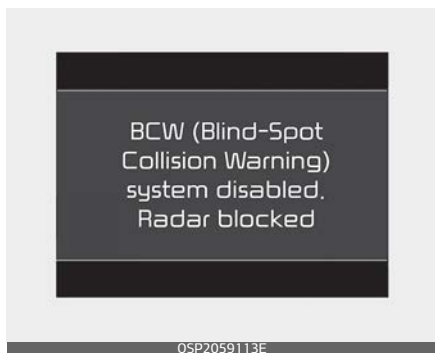 BCW (Blind-Spot
Collision Warning)
system disabled.
Radar blocked
OSP2059113E